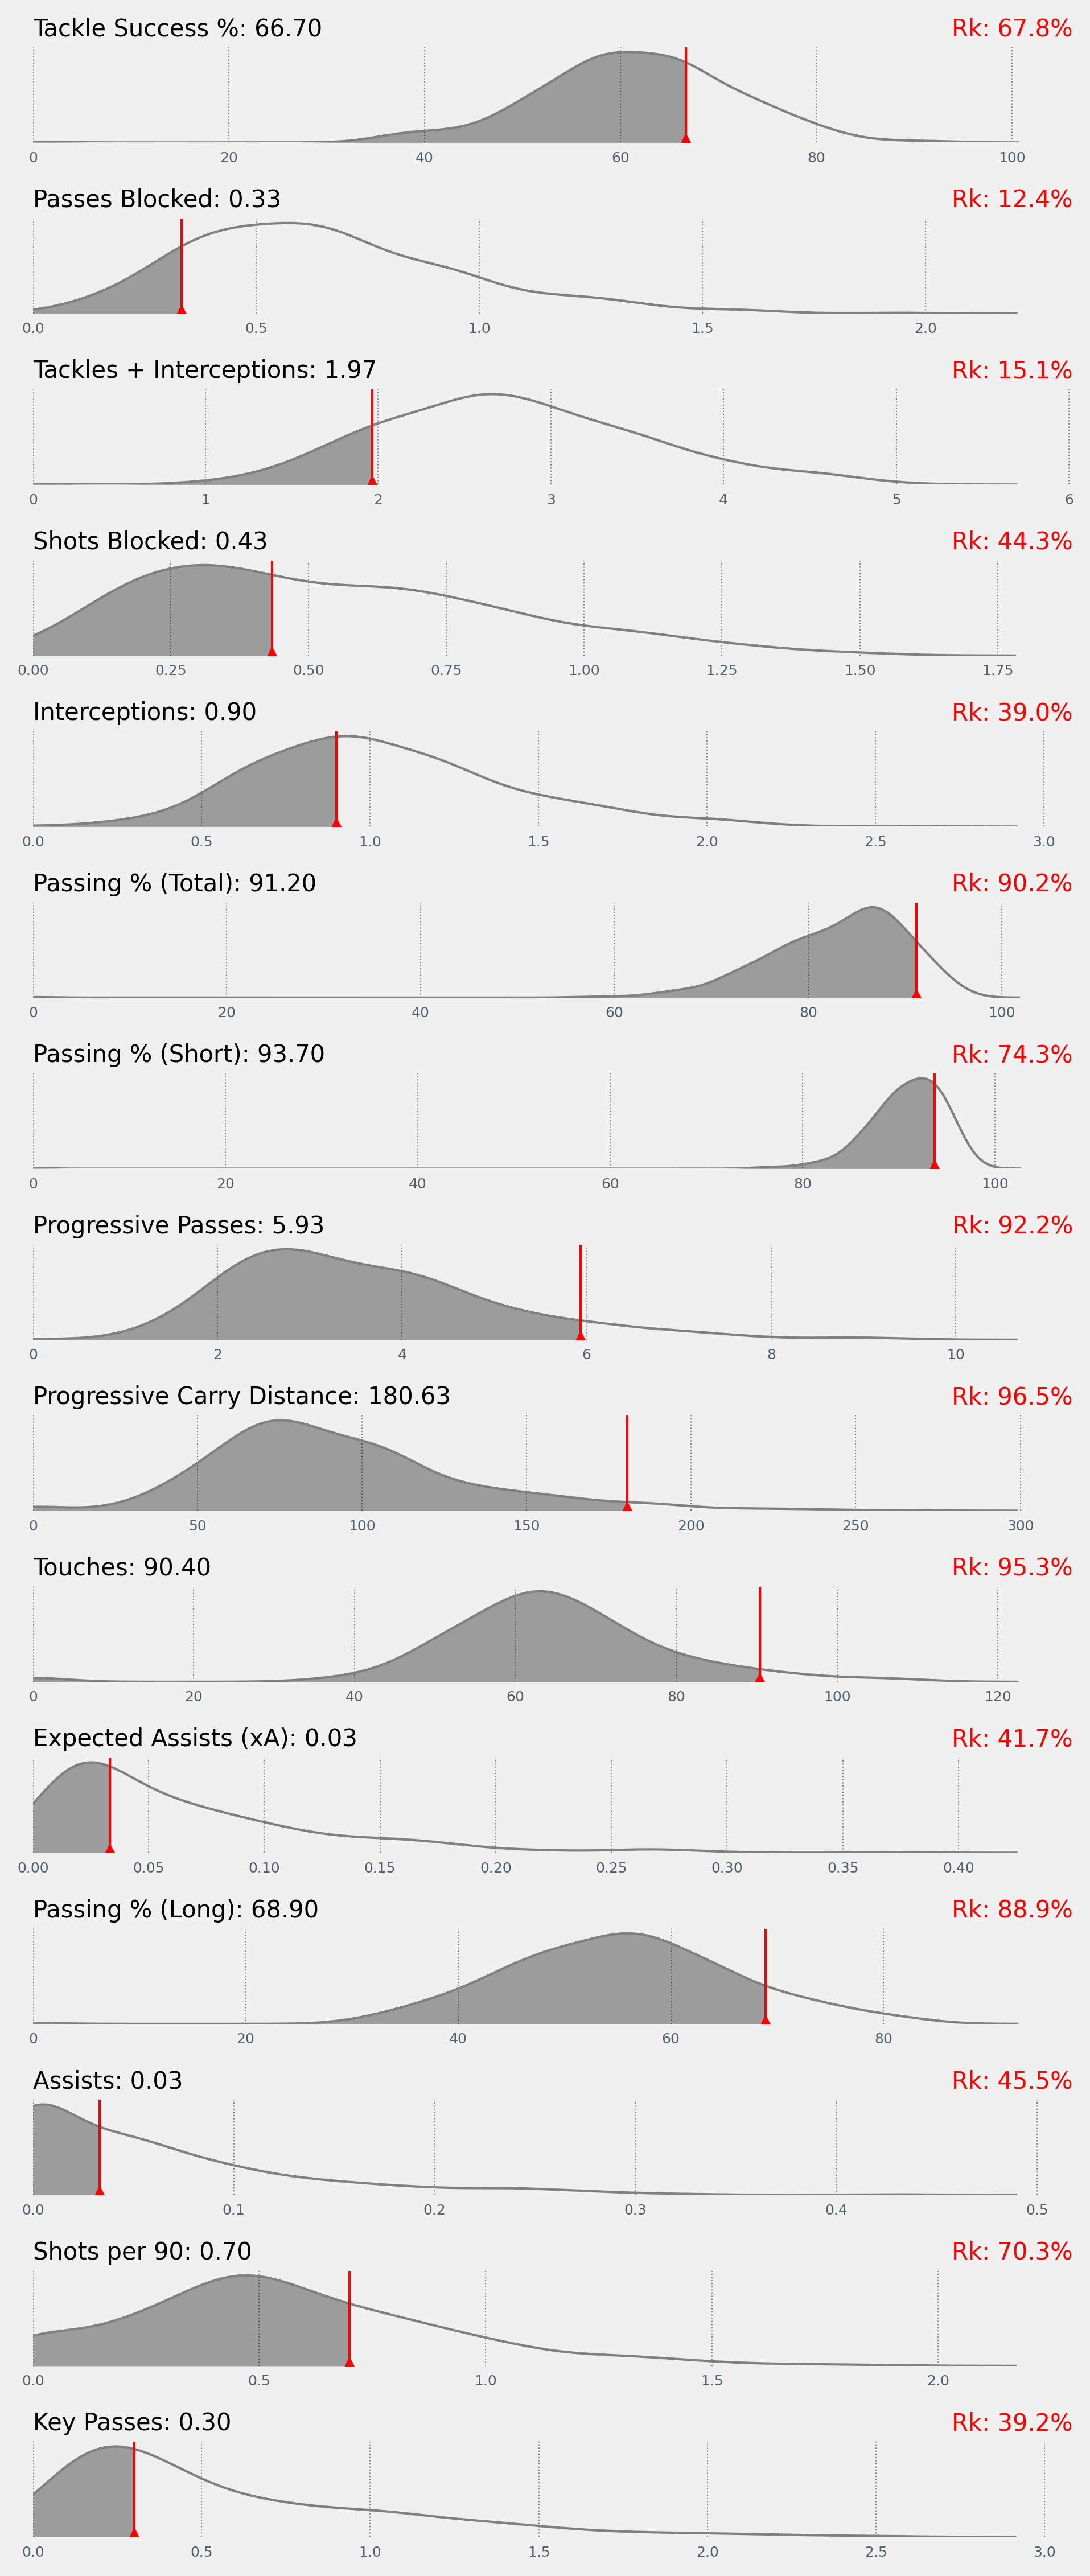 Tackle Success %: 66.70 Rk: 67.8%
0 20 40 60 80 100
Passes Blocked: 0.33 Rk: 12.4%
0.0 0.5 1.0 1.5 2.0
Tackles + Interceptions: 1.97 Rk: 15.1%
0 1 2 3 4 5 6
Shots Blocked: 0.43 Rk: 44.3%
0.00 0.25 0.50 0.75 1.00 1.25 1.50 1.75
Interceptions: 0.90 Rk: 39.0%
0.0 0.5 1.0 1.5 2.0 2.5 3.0
Passing % (Total): 91.20 Rk: 90.2%
0 20 40 60 80 100
Passing % (Short): 93.70 Rk: 74.3%
0 20 40 60 80 100
Progressive Passes: 5.93 Rk: 92.2%
0 2 4 6 8 10
Progressive Carry Distance: 180.63 Rk: 96.5%
0 50 100 150 200 250 300
Touches: 90.40 Rk: 95.3%
0 20 40 60 80 100 120
Expected Assists (xA): 0.03 Rk: 41.7%
0.00 0.05 0.10 0.15 0.20 0.25 0.30 0.35 0.40
Passing % (Long): 68.90 Rk: 88.9%
0 20 40 60 80
Assists: 0.03 Rk: 45.5%
0.0 0.1 0.2 0.3 0.4 0.5
Shots per 90: 0.70 Rk: 70.3%
0.0 0.5 1.0 1.5 2.0
Key Passes: 0.30 Rk: 39.2%
0.0 0.5 1.0 1.5 2.0 2.5 3.0